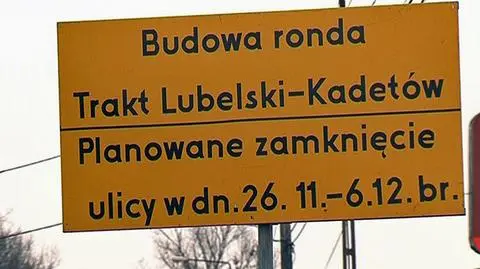 Budowa ronda
Trakt Lubelski-Kadetów
Planowane zamknięcie
ulicy w dn. 26. 11.-6.12. br.